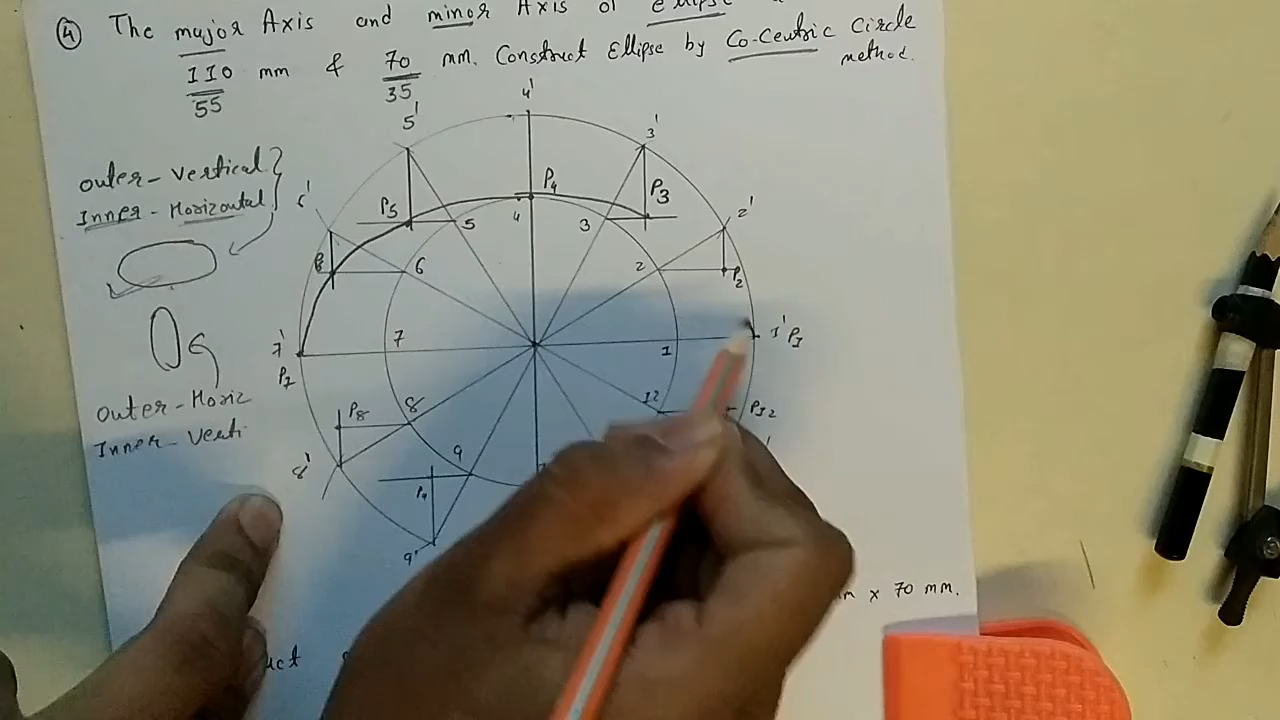 4 The major Axis and minor Axis of ellipse
110 mm & 70 mm. Construct Ellipse by Co-Centric Circle
55 35 method.
4'
5' 3'
outer - vertical
Inner - Horizontal
6' 2'
P5 P4 P3
5 4 3
P6 6 2 P2
7' 7 1 1' P1
P7
outer - Horiz
Inner - Verti
P8 8 12 P12
8' 9
P9
9'
x 70 mm.